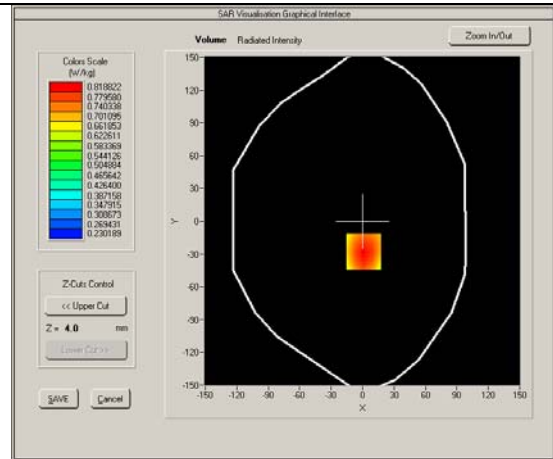 SAR Visualisation Graphical Interface
Volume Radiated Intensity
Zoom In/Out
Colors Scale
(W/kg)
0.818822
0.779580
0.740338
0.701095
0.661853
0.622611
0.583369
0.544126
0.504884
0.465642
0.426400
0.387158
0.347915
0.308673
0.269431
0.230189
Z-Cuts Control
<< Upper Cut
Z = 4.0 mm
Lower Cut >>
SAVE Cancel
150
120
90
60
30
0
-30
-60
-90
-120
-150
Y
-150 -120 -90 -60 -30 0 30 60 90 120 150
X